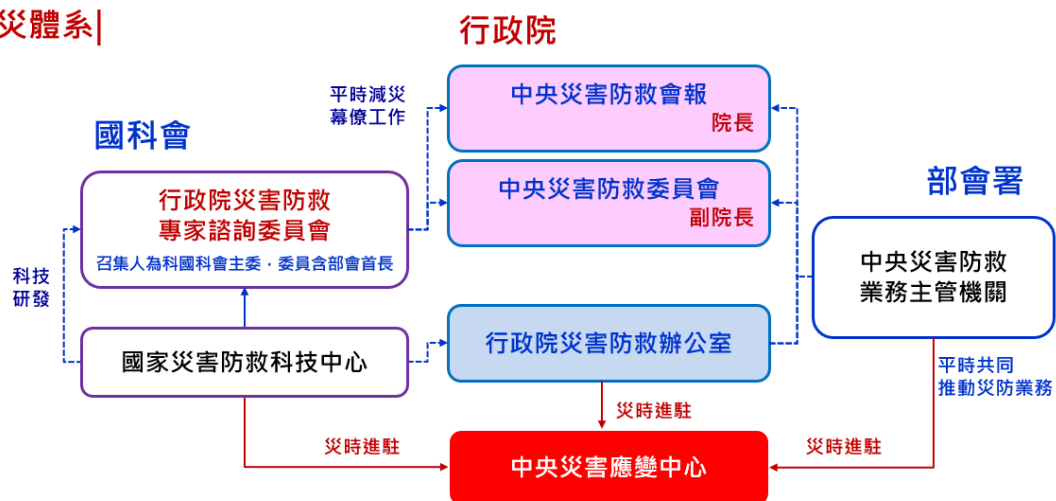 災體系|
行政院
平時減災
幕僚工作
中央災害防救會報
院長
國科會
行政院災害防救
專家諮詢委員會
召集人為科國科會主委，委員含部會首長
中央災害防救委員會
副院長
部會署
中央災害防救
業務主管機關
科技
研發
國家災害防救科技中心
行政院災害防救辦公室
平時共同
推動災防業務
災時進駐
災時進駐
災時進駐
中央災害應變中心